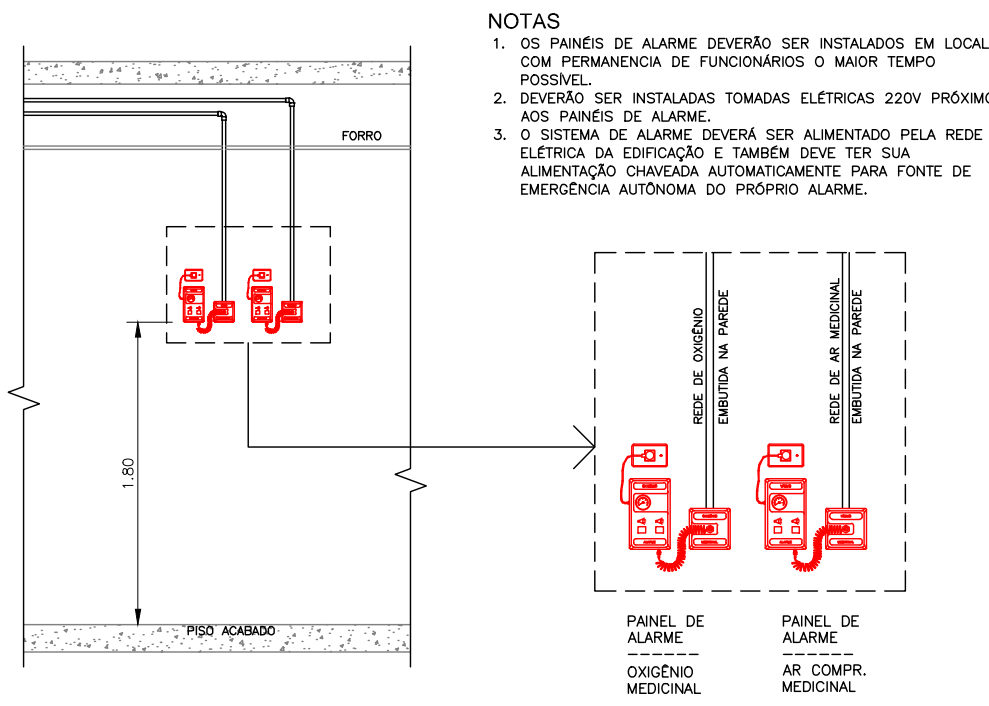 NOTAS
1. OS PAINÉIS DE ALARME DEVERÃO SER INSTALADOS EM LOCAL
COM PERMANENCIA DE FUNCIONÁRIOS O MAIOR TEMPO
POSSÍVEL.
2. DEVERÃO SER INSTALADAS TOMADAS ELÉTRICAS 220V PRÓXIMO
AOS PAINÉIS DE ALARME.
3. O SISTEMA DE ALARME DEVERÁ SER ALIMENTADO PELA REDE
ELÉTRICA DA EDIFICAÇÃO E TAMBÉM DEVE TER SUA
ALIMENTAÇÃO CHAVEADA AUTOMATICAMENTE PARA FONTE DE
EMERGÊNCIA AUTÔNOMA DO PRÓPRIO ALARME.
FORRO
1.80
PISO ACABADO
REDE DE OXIGÊNIO
EMBUTIDA NA PAREDE
REDE DE AR MEDICINAL
EMBUTIDA NA PAREDE
PAINEL DE
ALARME
OXIGÊNIO
MEDICINAL
PAINEL DE
ALARME
AR COMPR.
MEDICINAL